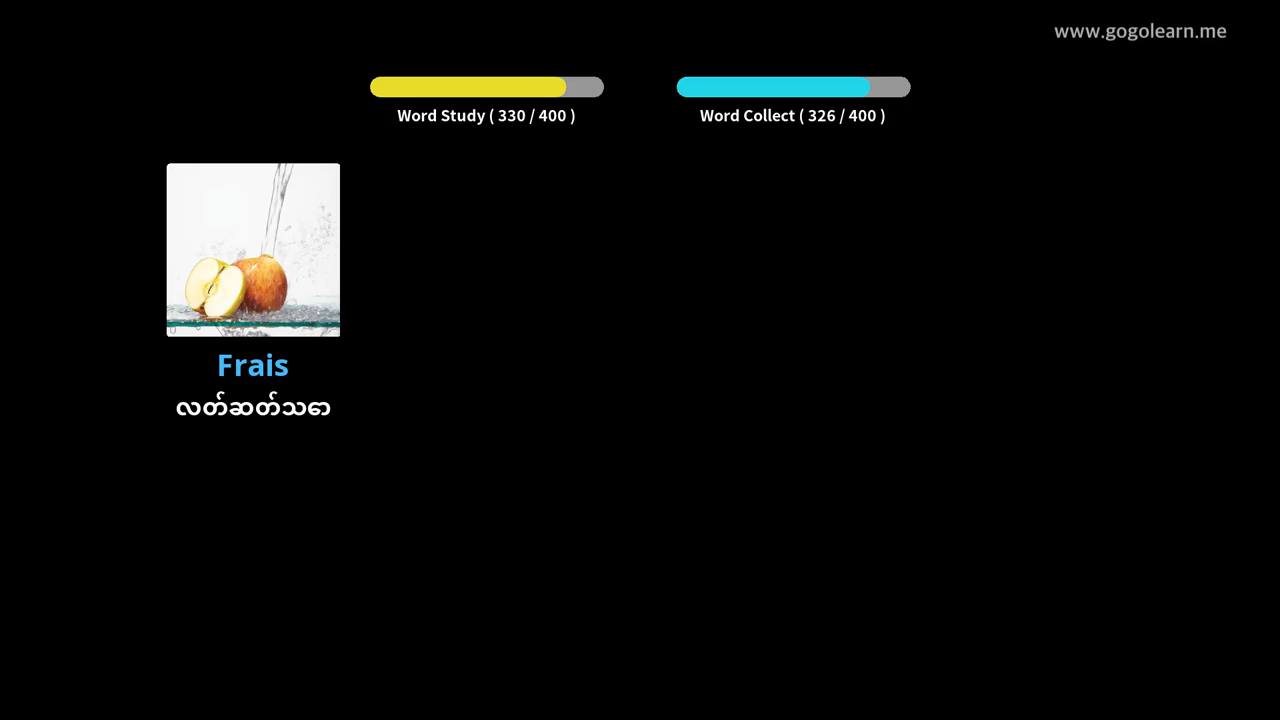 www.gogolearn.me
Word Study ( 330 / 400 )
Word Collect ( 326 / 400 )
Frais
လတ်ဆတ်သော